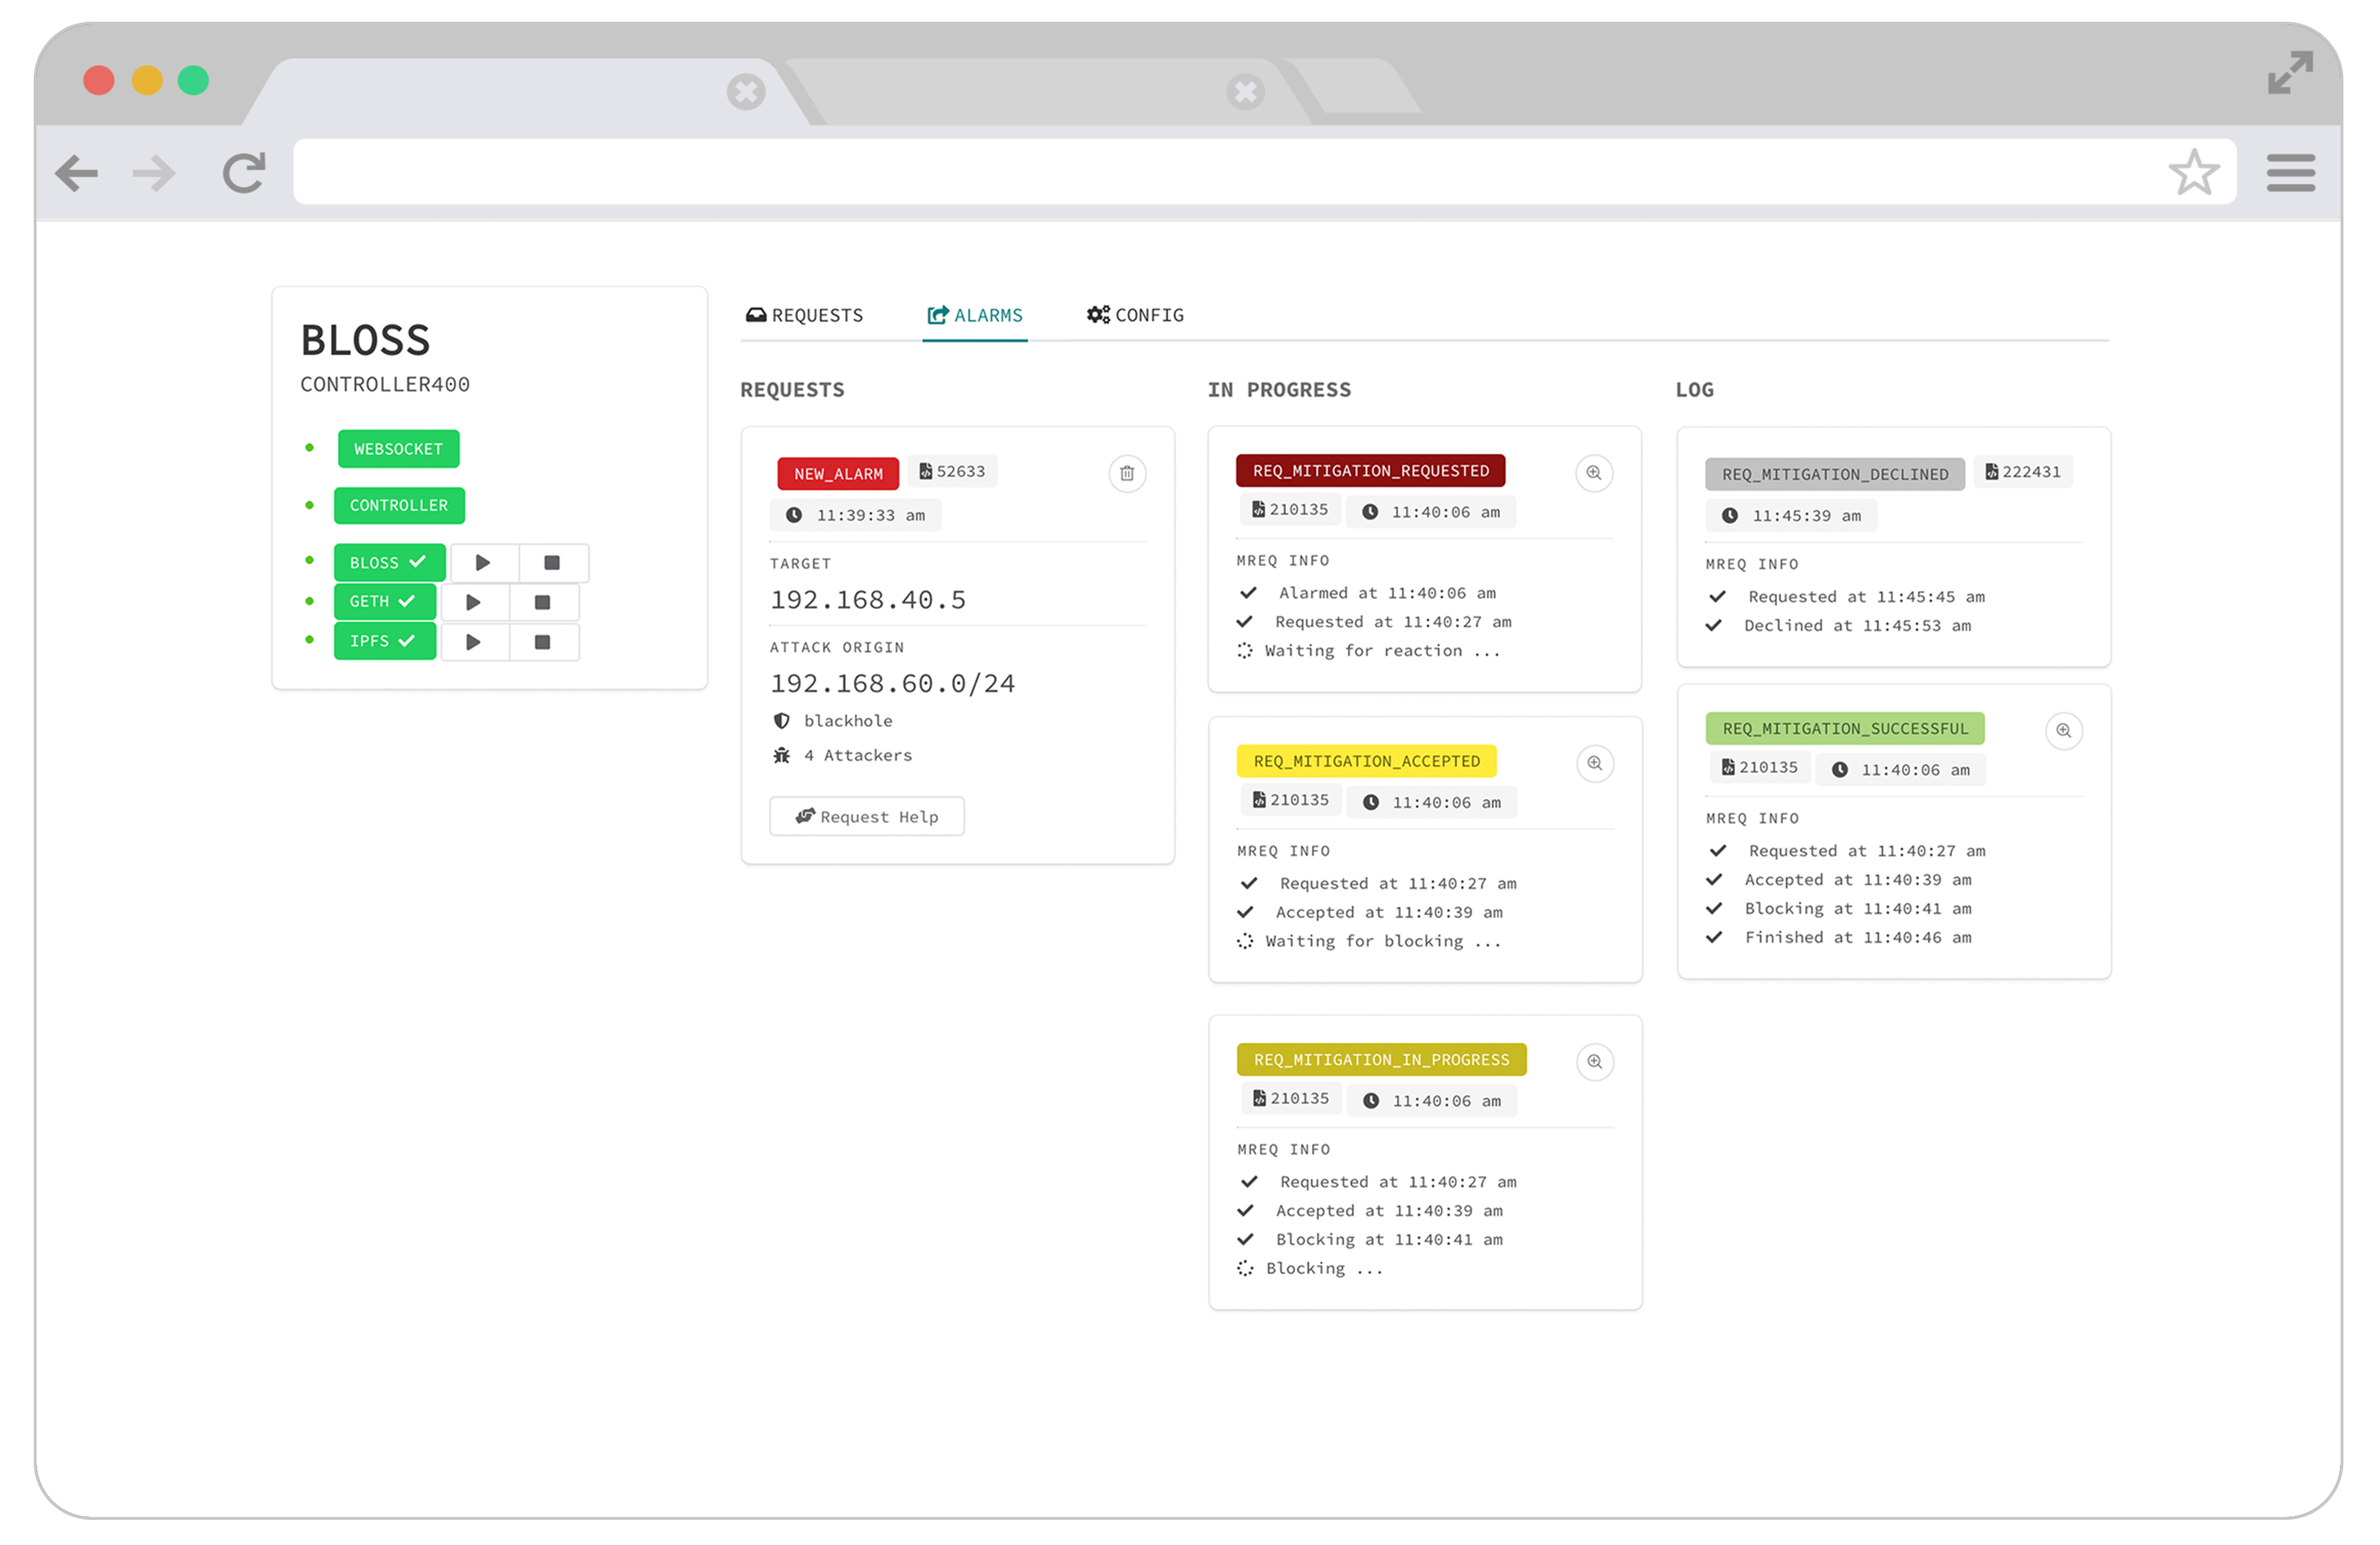 BLOSS
CONTROLLER400
WEBSOCKET
CONTROLLER
BLOSS
GETH
IPFS
REQUESTS ALARMS CONFIG
REQUESTS
NEW_ALARM 52633
11:39:33 am
TARGET
192.168.40.5
ATTACK ORIGIN
192.168.60.0/24
blackhole
4 Attackers
Request Help
IN PROGRESS
REQ_MITIGATION_REQUESTED
210135 11:40:06 am
MREQ INFO
Alarmed at 11:40:06 am
Requested at 11:40:27 am
Waiting for reaction ...
REQ_MITIGATION_ACCEPTED
210135 11:40:06 am
MREQ INFO
Requested at 11:40:27 am
Accepted at 11:40:39 am
Waiting for blocking ...
REQ_MITIGATION_IN_PROGRESS
210135 11:40:06 am
MREQ INFO
Requested at 11:40:27 am
Accepted at 11:40:39 am
Blocking at 11:40:41 am
Blocking ...
LOG
REQ_MITIGATION_DECLINED 222431
11:45:39 am
MREQ INFO
Requested at 11:45:45 am
Declined at 11:45:53 am
REQ_MITIGATION_SUCCESSFUL
210135 11:40:06 am
MREQ INFO
Requested at 11:40:27 am
Accepted at 11:40:39 am
Blocking at 11:40:41 am
Finished at 11:40:46 am